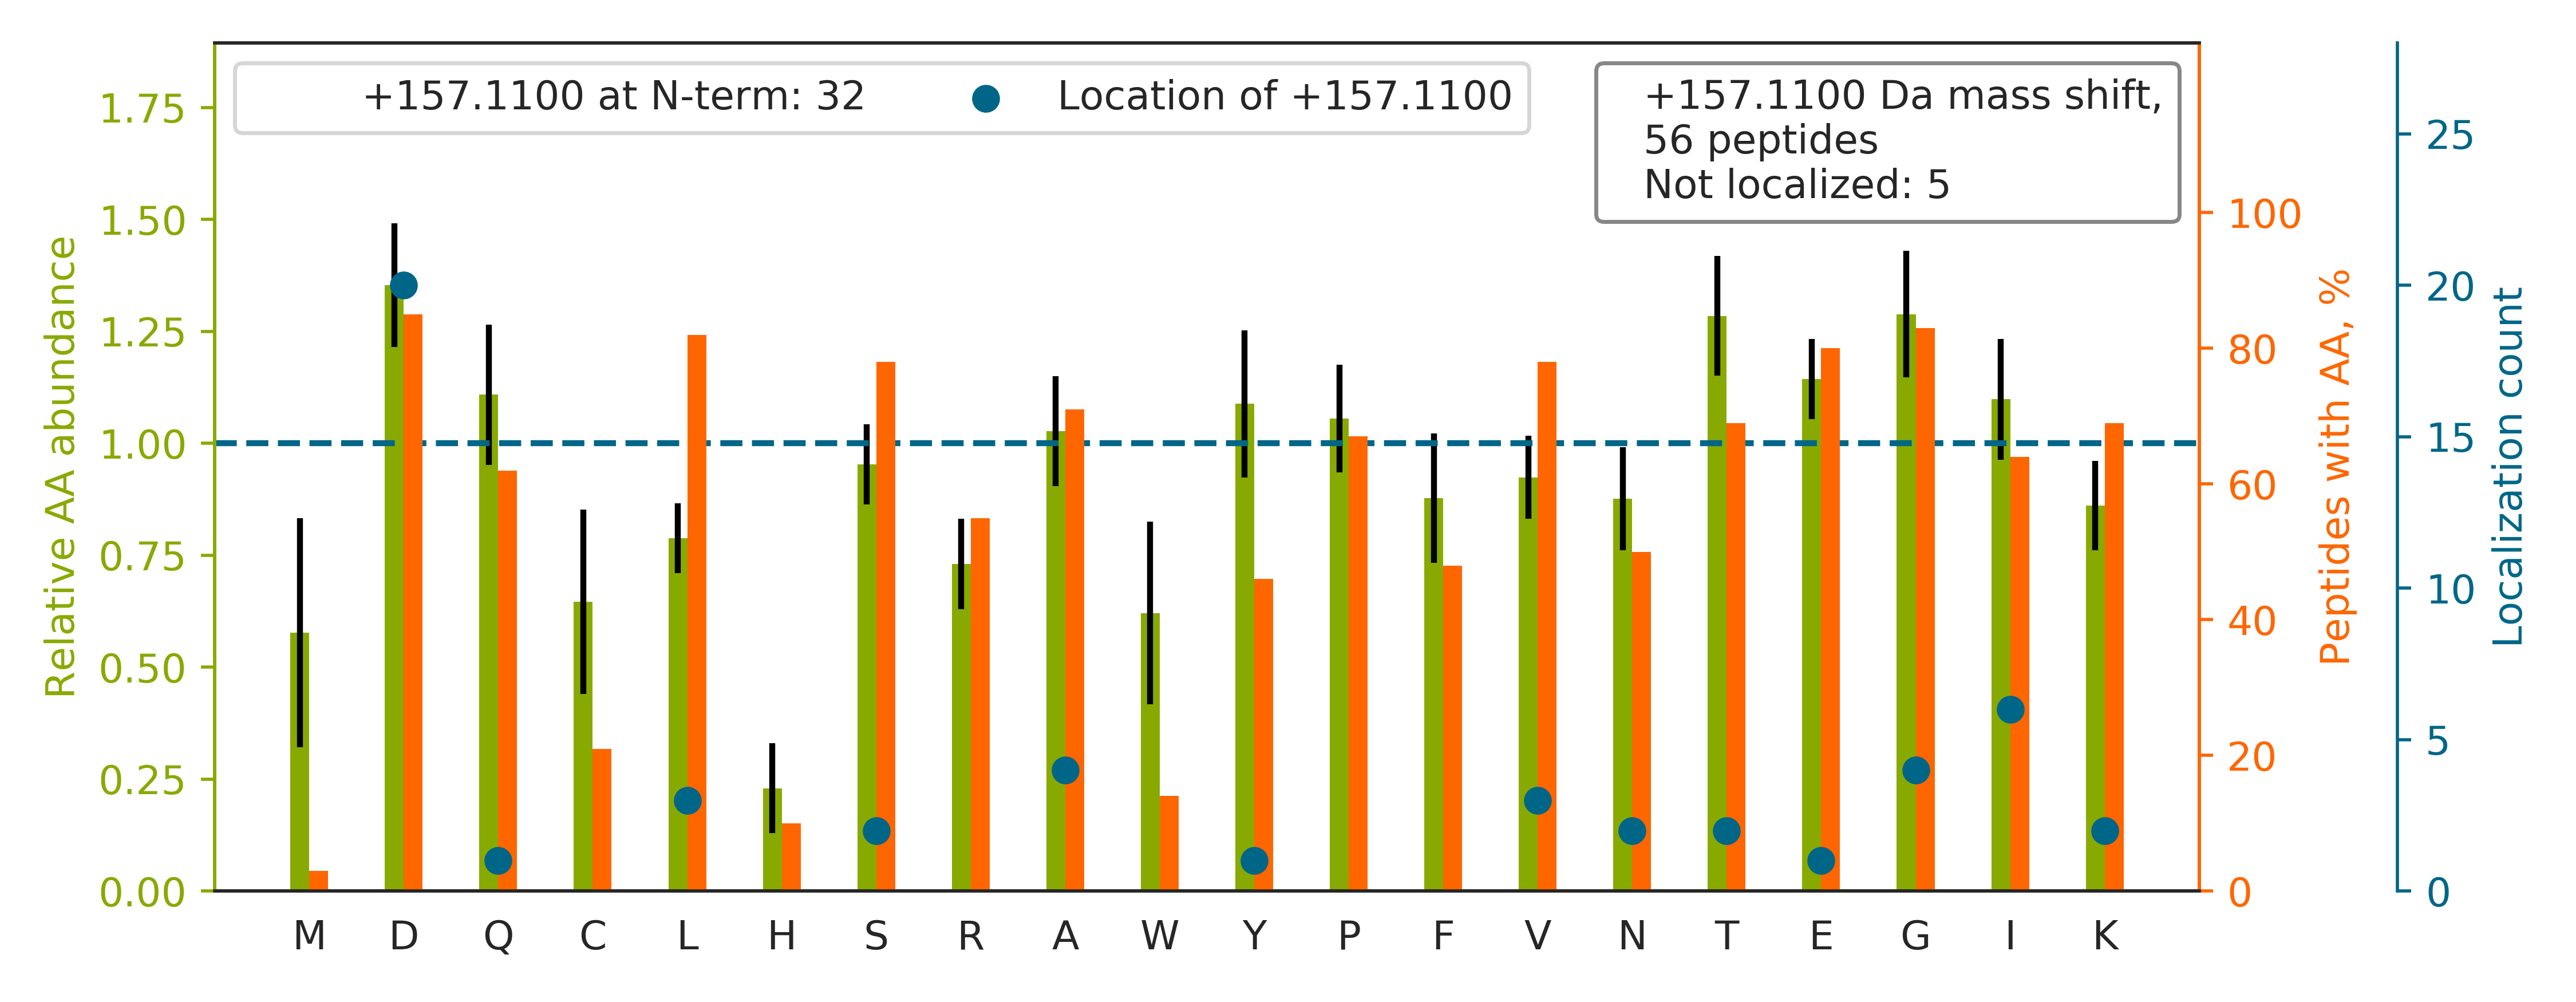 +157.1100 at N-term: 32
Location of +157.1100
+157.1100 Da mass shift,
56 peptides
Not localized: 5
Relative AA abundance
1.75
1.50
1.25
1.00
0.75
0.50
0.25
0.00
M D Q C L H S R A W Y P F V N T E G I K
100
80
60
40
20
0
Peptides with AA, %
25
20
15
10
5
0
Localization count